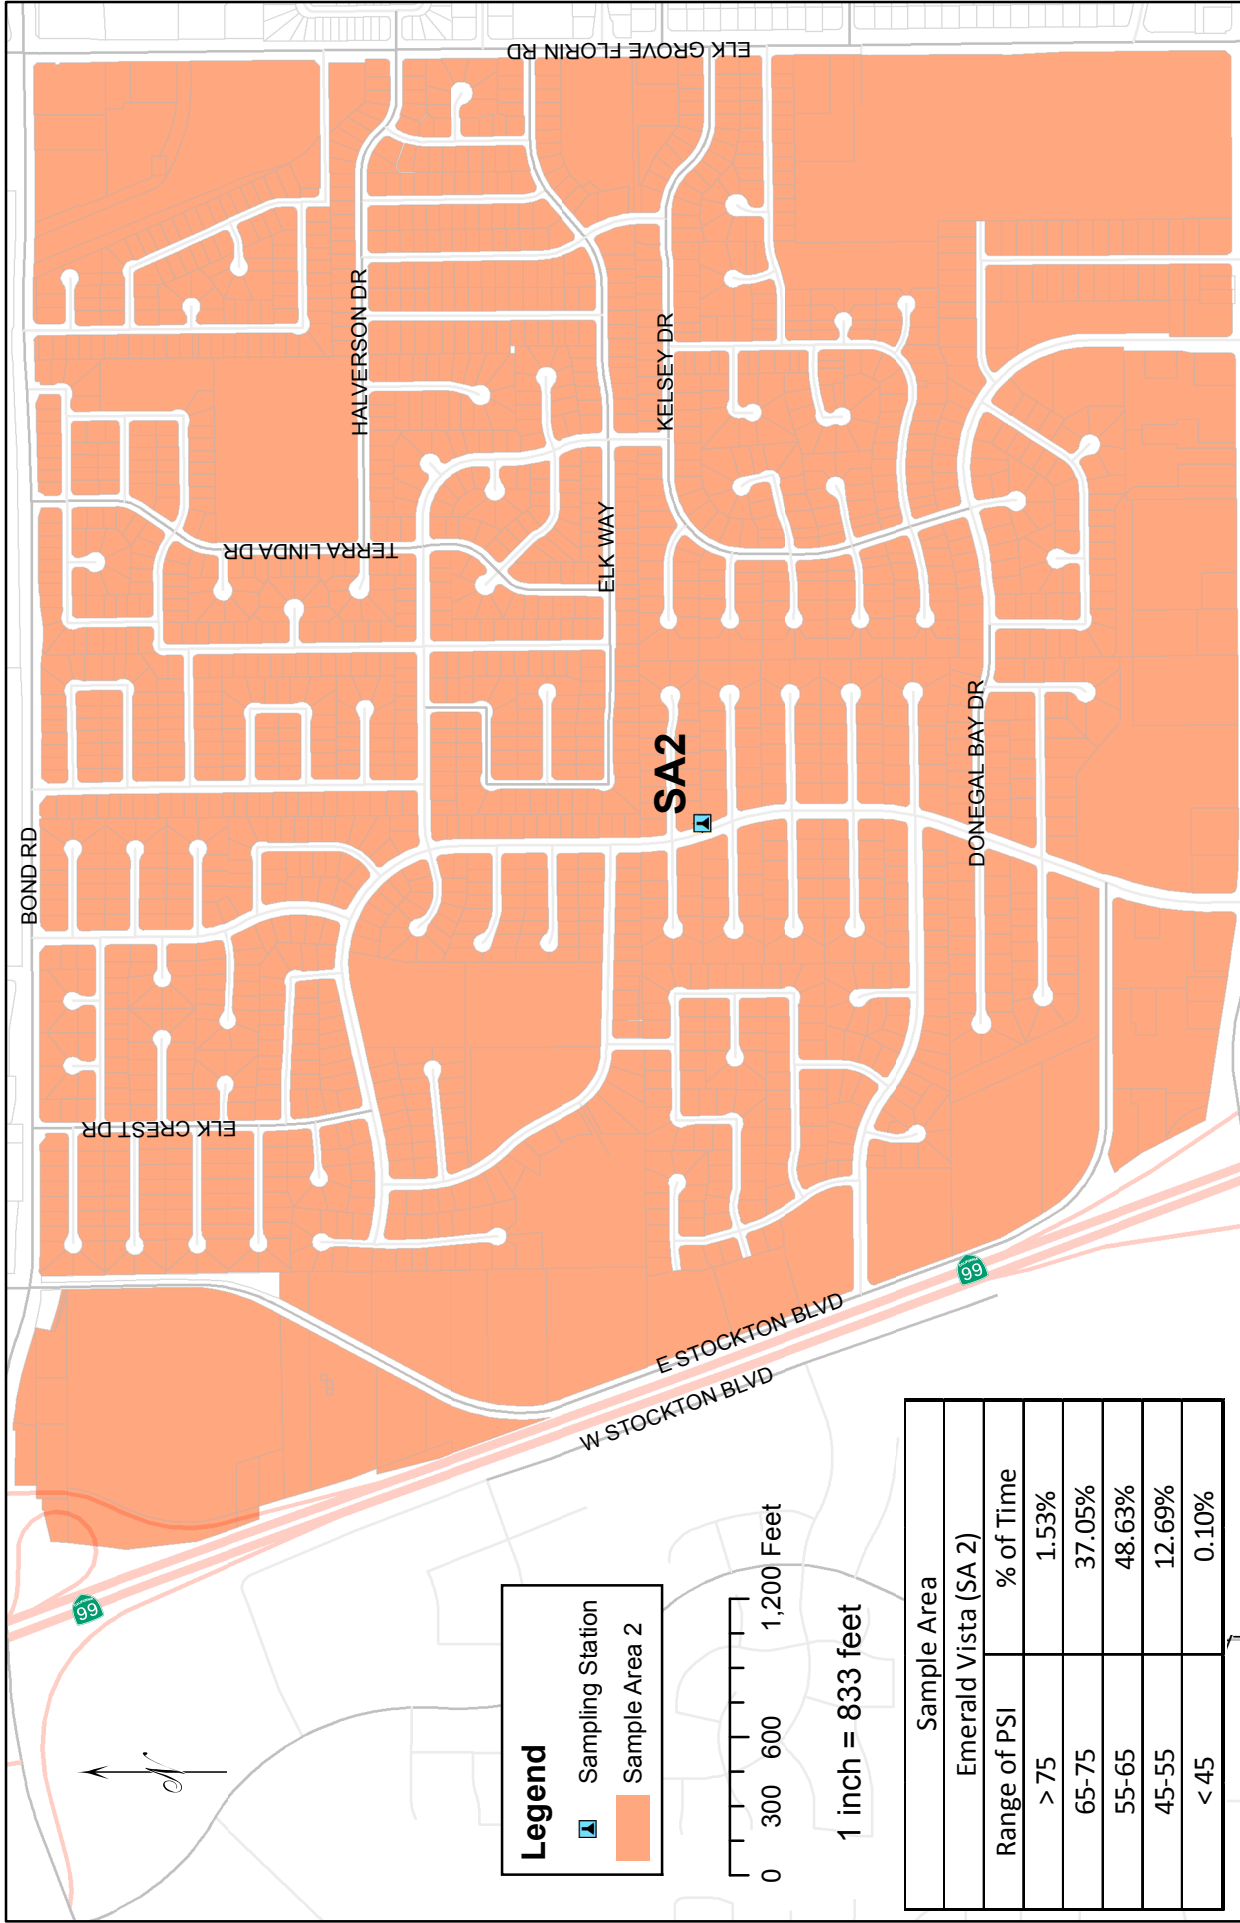 BOND RD
ELK CREST DR
TERRA LINDA DR
HALVERSON DR
ELK GROVE FLORIN RD
ELK WAY
KELSEY DR
SA2
DONEGAL BAY DR
E STOCKTON BLVD
W STOCKTON BLVD
99
99
N
Legend
Sampling Station
Sample Area 2
0 300 600 1,200 Feet
1 inch = 833 feet
Sample Area
Emerald Vista (SA 2)
Range of PSI % of Time
> 75 1.53%
65-75 37.05%
55-65 48.63%
45-55 12.69%
< 45 0.10%